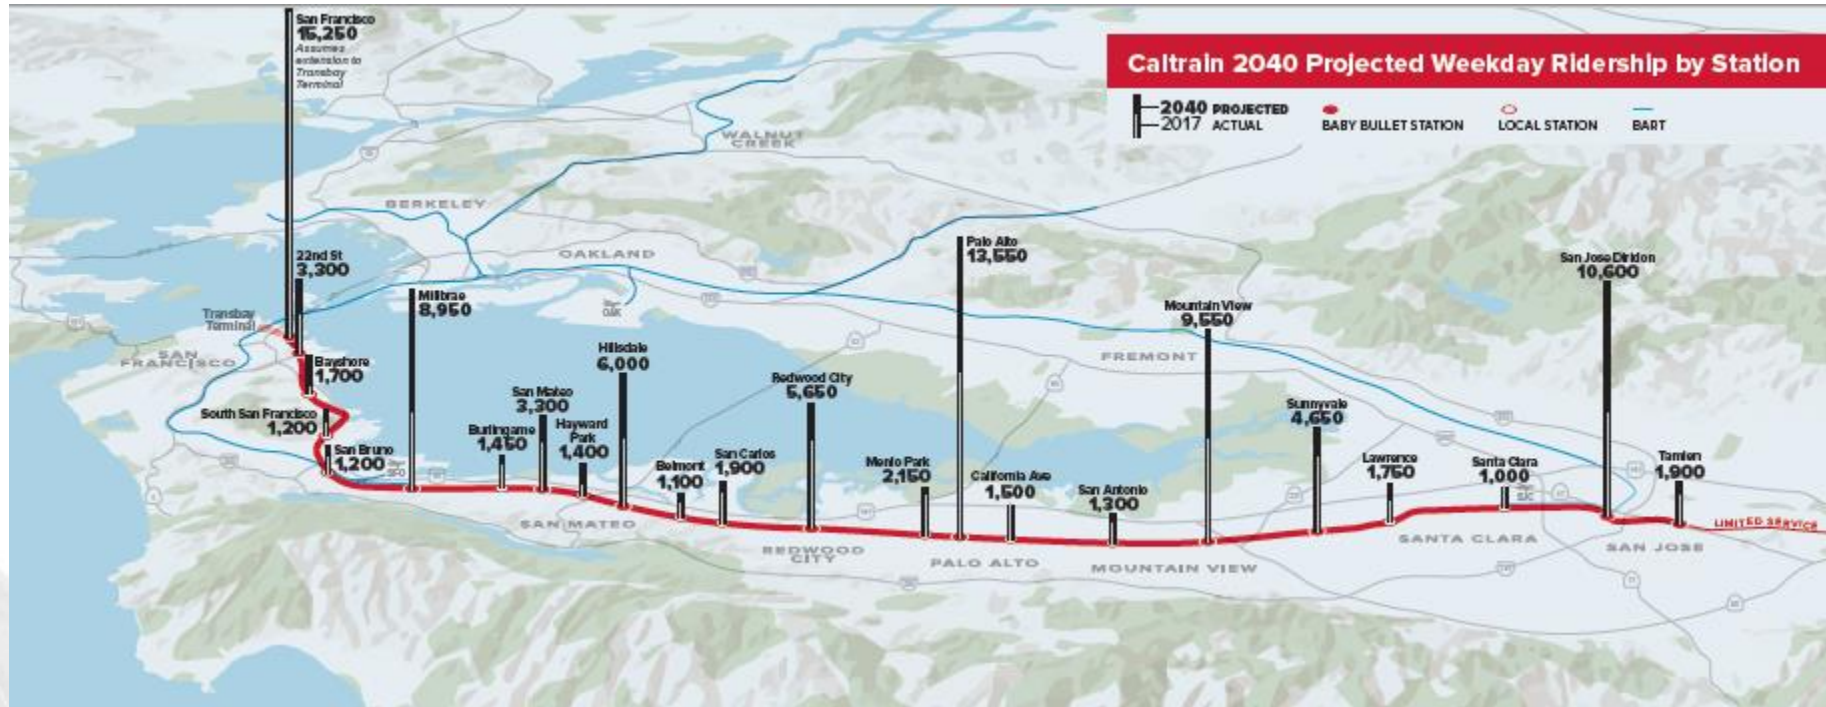 Caltrain 2040 Projected Weekday Ridership by Station
2040 PROJECTED
2017 ACTUAL
BABY BULLET STATION
LOCAL STATION
BART
San Francisco
15,250
Assumes
extension to
Transbay
Terminal
WALNUT
CREEK
BERKELEY
OAKLAND
22nd St
3,300
Transbay
Terminal
SAN
FRANCISCO
Bayshore
1,700
South San Francisco
1,200
San Bruno
1,200
SFO
Millbrae
8,950
OAK
Burlingame
1,450
San Mateo
3,300
Hayward
Park
1,400
Hillsdale
6,000
Belmont
1,100
San Carlos
1,900
Redwood City
5,650
Menlo Park
2,150
Palo Alto
13,550
California Ave
1,500
San Antonio
1,300
FREMONT
Mountain View
9,550
Sunnyvale
4,650
Lawrence
1,750
Santa Clara
1,000
SJC
San Jose Diridon
10,600
Tamien
1,900
LIMITED SERVICE
SAN MATEO
REDWOOD
CITY
PALO ALTO
MOUNTAIN VIEW
SANTA CLARA
SAN JOSE